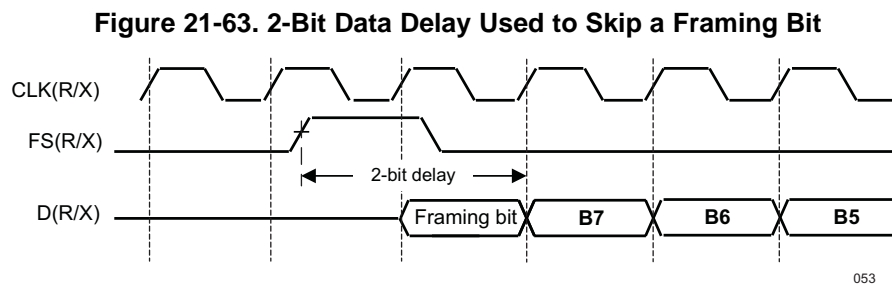 Figure 21-63. 2-Bit Data Delay Used to Skip a Framing Bit
CLK(R/X)
FS(R/X)
2-bit delay
D(R/X) Framing bit B7 B6 B5
053